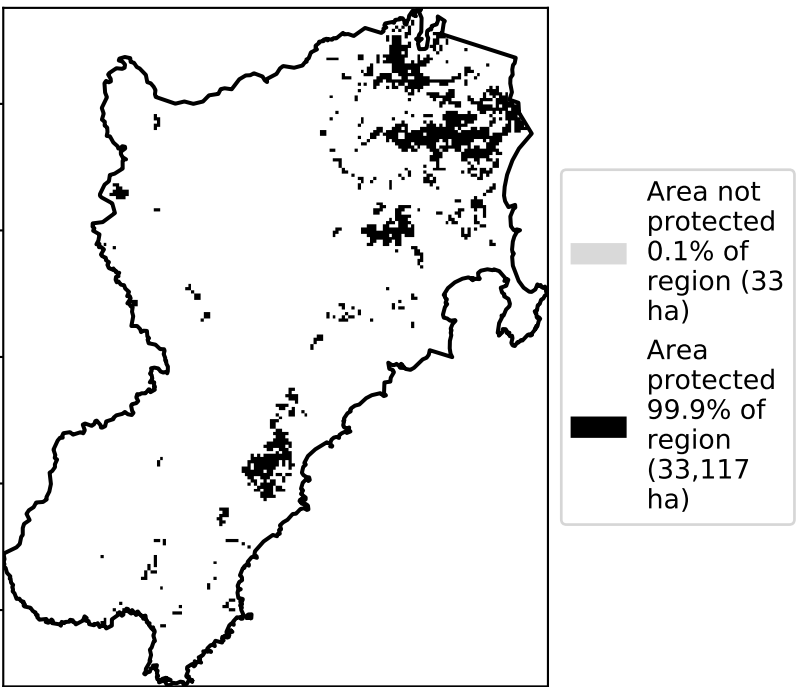 Area not
protected
0.1% of
region (33
ha)
Area
protected
99.9% of
region
(33,117
ha)